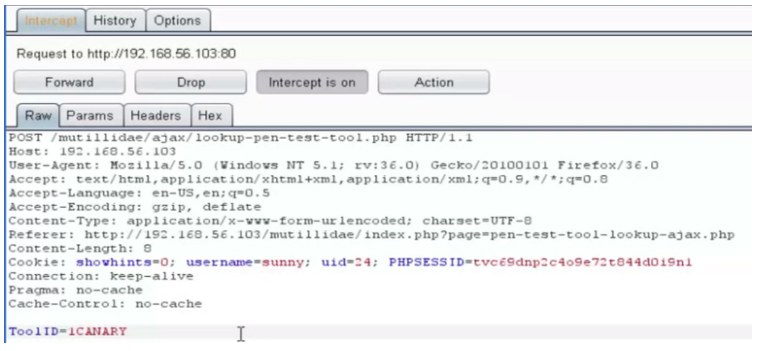 Intercept History Options
Request to http://192.168.56.103:80
Forward Drop Intercept is on Action
Raw Params Headers Hex
POST /mutillidae/ajax/lookup-pen-test-tool.php HTTP/1.1
Host: 192.168.56.103
User-Agent: Mozilla/5.0 (Windows NT 5.1; rv:36.0) Gecko/20100101 Firefox/36.0
Accept: text/html,application/xhtml+xml,application/xml;q=0.9,*/*;q=0.8
Accept-Language: en-US,en;q=0.5
Accept-Encoding: gzip, deflate
Content-Type: application/x-www-form-urlencoded; charset=UTF-8
Referer: http://192.168.56.103/mutillidae/index.php?page=pen-test-tool-lookup-ajax.php
Content-Length: 8
Cookie: showhints=0; username=sunny; uid=24; PHPSESSID=tvc69dnp2c4o9e72t844d0i9n1
Connection: keep-alive
Pragma: no-cache
Cache-Control: no-cache
ToolID=1CANARY